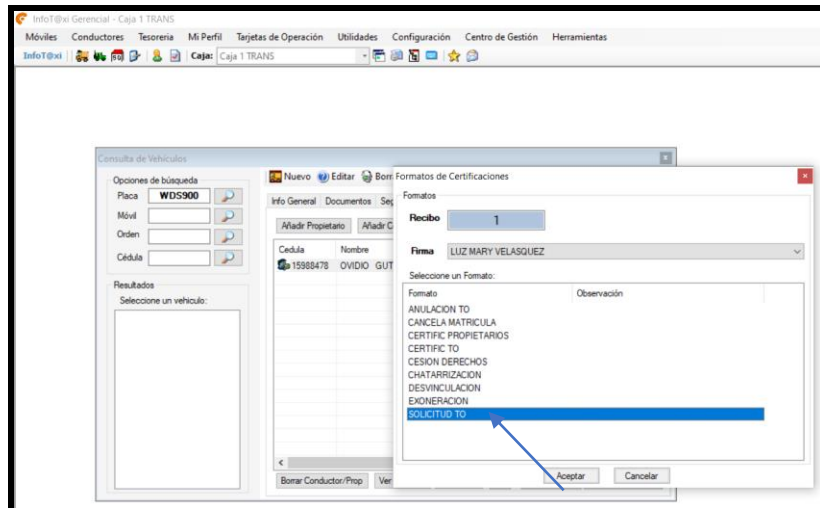 InfoT@xi Gerencial - Caja 1 TRANS
Móviles Conductores Tesoreria Mi Perfil Tarjetas de Operación Utilidades Configuración Centro de Gestión Herramientas
InfoT@xi Caja: Caja 1 TRANS
Consulta de Vehículos
Opciones de búsqueda
Placa WDS900
Móvil
Orden
Cédula
Resultados
Seleccione un vehiculo:
Nuevo Editar Borr
Info General Documentos Seg
Añadir Propietario Añadir C
Cedula Nombre
15988478 OVIDIO GUT
Borrar Conductor/Prop Ver
Formatos de Certificaciones
Formatos
Recibo 1
Firma LUZ MARY VELASQUEZ
Seleccione un Formato:
Formato Observación
ANULACION TO
CANCELA MATRICULA
CERTIFIC PROPIETARIOS
CERTIFIC TO
CESION DERECHOS
CHATARRIZACION
DESVINCULACION
EXONERACION
SOLICITUD TO
Aceptar Cancelar